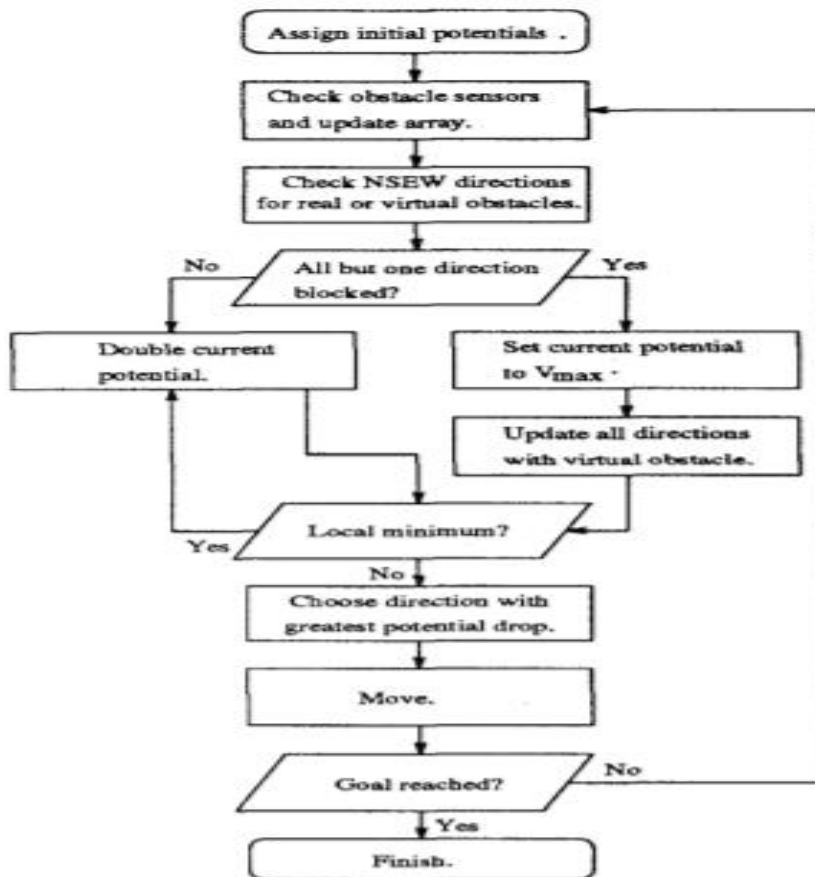 Assign initial potentials .
Check obstacle sensors
and update array.
Check NSEW directions
for real or virtual obstacles.
No
All but one direction
blocked?
Yes
Double current
potential.
Set current potential
to Vmax .
Update all directions
with virtual obstacle.
Local minimum?
Yes
No
Choose direction with
greatest potential drop.
Move.
Goal reached?
No
Yes
Finish.